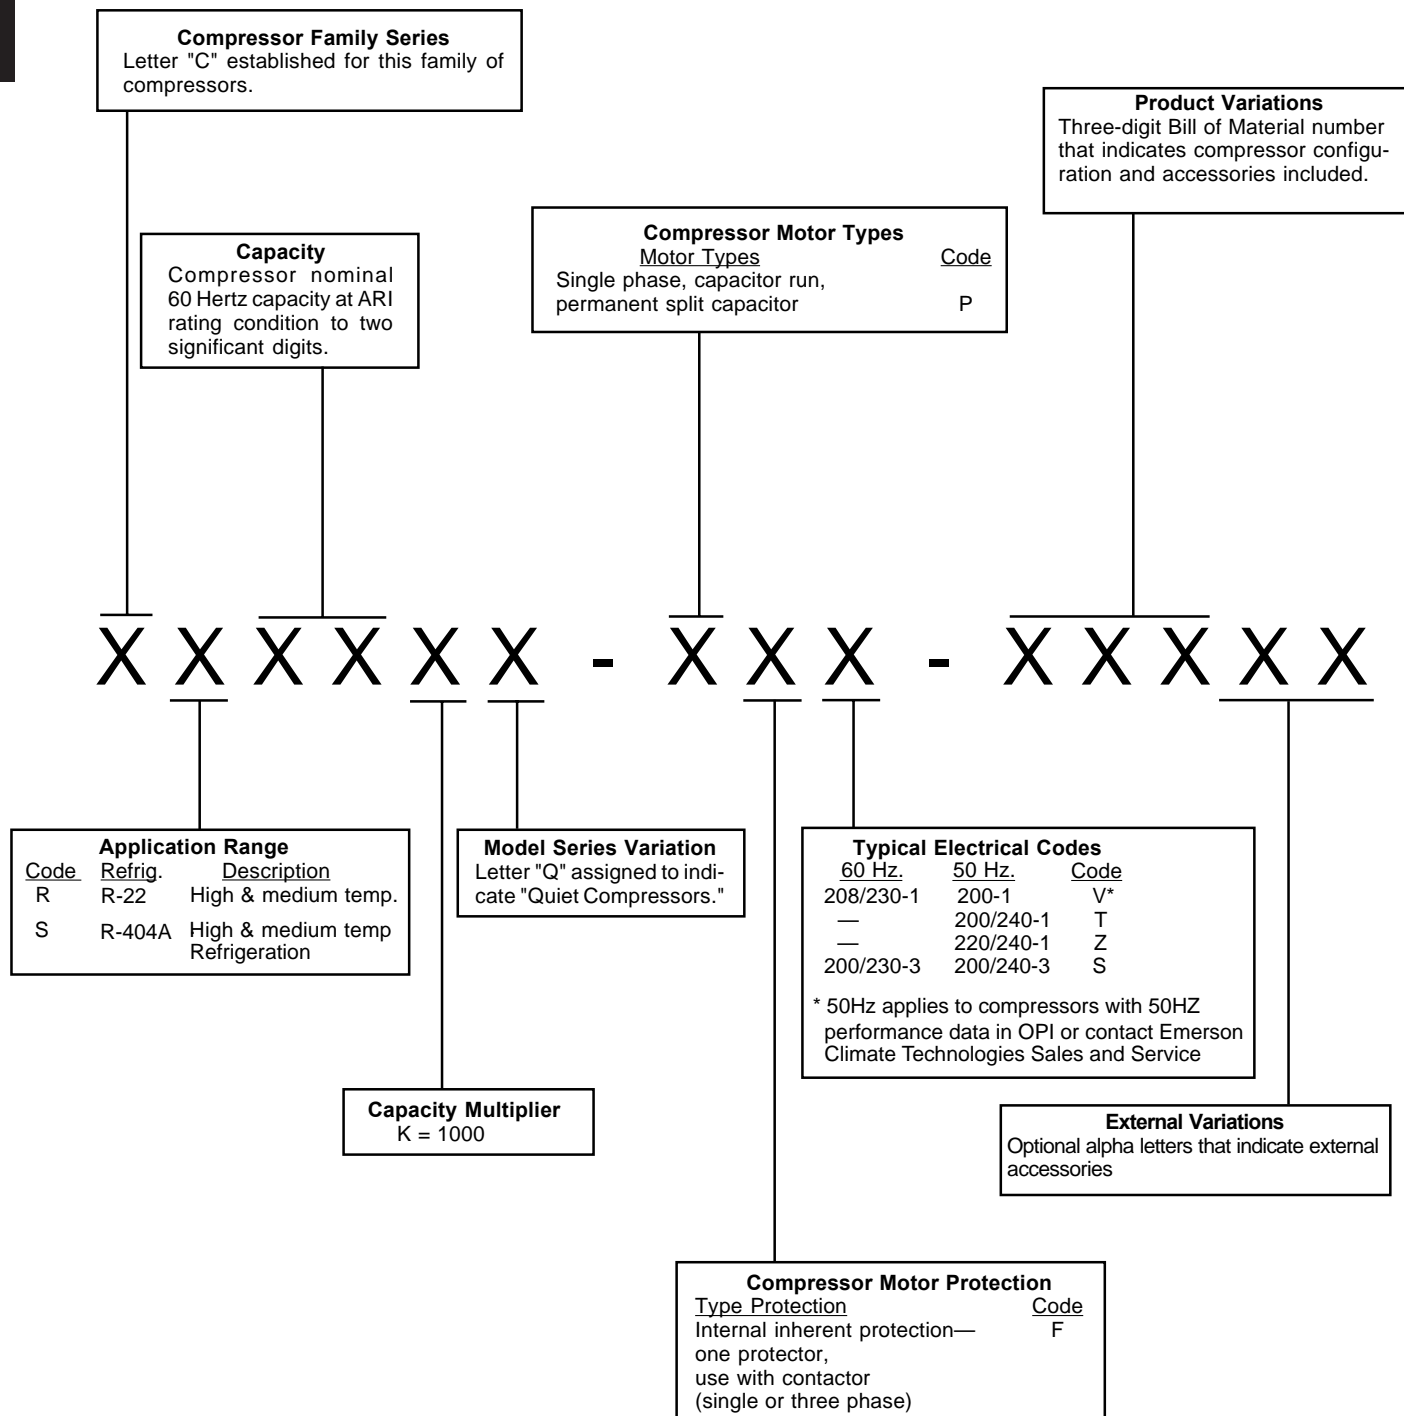 Compressor Family Series
Letter "C" established for this family of
compressors.
Product Variations
Three-digit Bill of Material number
that indicates compressor configu-
ration and accessories included.
Capacity
Compressor nominal
60 Hertz capacity at ARI
rating condition to two
significant digits.
Compressor Motor Types
Motor Types Code
Single phase, capacitor run,
permanent split capacitor P
X X X X X X - X X X - X X X X X
Application Range
Code Refrig. Description
R R-22 High & medium temp.
S R-404A High & medium temp
Refrigeration
Model Series Variation
Letter "Q" assigned to indi-
cate "Quiet Compressors."
Typical Electrical Codes
60 Hz. 50 Hz. Code
208/230-1 200-1 V*
— 200/240-1 T
— 220/240-1 Z
200/230-3 200/240-3 S
* 50Hz applies to compressors with 50HZ
performance data in OPI or contact Emerson
Climate Technologies Sales and Service
Capacity Multiplier
K = 1000
External Variations
Optional alpha letters that indicate external
accessories
Compressor Motor Protection
Type Protection Code
Internal inherent protection— F
one protector,
use with contactor
(single or three phase)